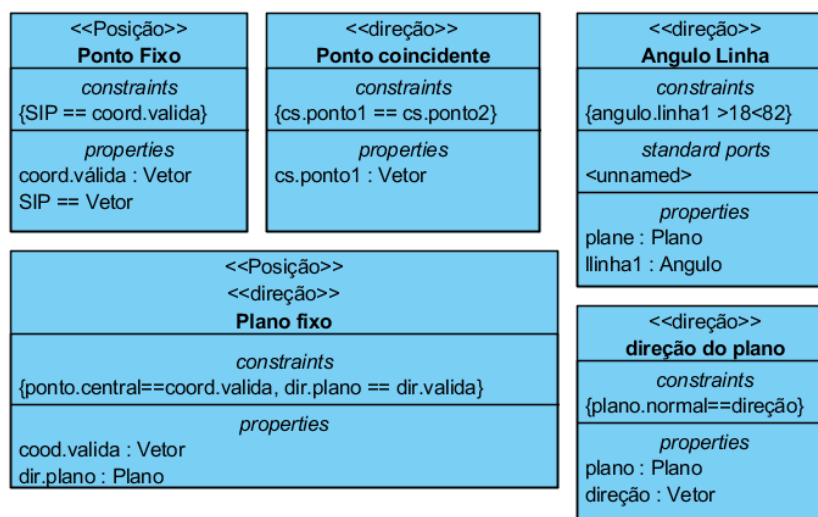 <<Posição>>
Ponto Fixo
constraints
{SIP == coord.valida}
properties
coord.válida : Vetor
SIP == Vetor
<<direção>>
Ponto coincidente
constraints
{cs.ponto1 == cs.ponto2}
properties
cs.ponto1 : Vetor
<<direção>>
Angulo Linha
constraints
{angulo.linha1 >18<82}
standard ports
<unnamed>
properties
plane : Plano
llinha1 : Angulo
<<Posição>>
<<direção>>
Plano fixo
constraints
{ponto.central==coord.valida, dir.plano == dir.valida}
properties
cood.valida : Vetor
dir.plano : Plano
<<direção>>
direção do plano
constraints
{plano.normal==direção}
properties
plano : Plano
direção : Vetor